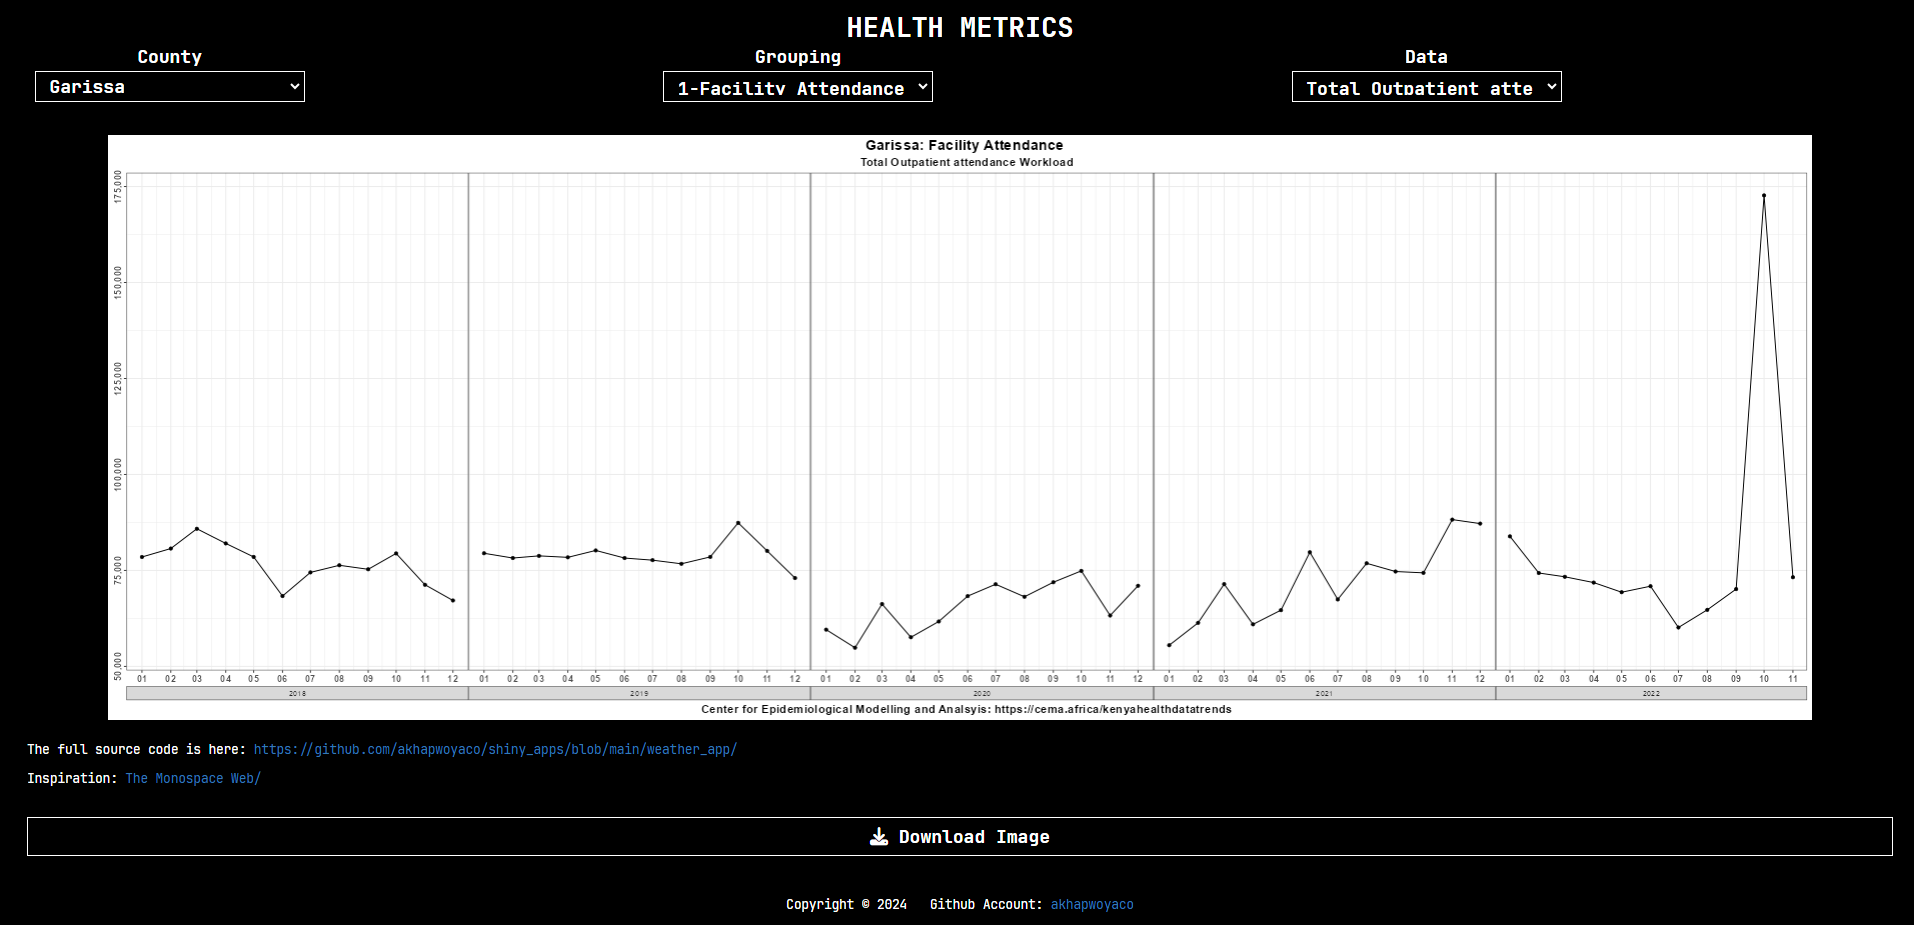 HEALTH METRICS
County Grouping Data
Garissa 1-Facility Attendance Total Outpatient atte
Garissa: Facility Attendance
Total Outpatient attendance Workload
175,000
150,000
125,000
100,000
75,000
50,000
01 02 03 04 05 06 07 08 09 10 11 12 01 02 03 04 05 06 07 08 09 10 11 12 01 02 03 04 05 06 07 08 09 10 11 12 01 02 03 04 05 06 07 08 09 10 11 12 01 02 03 04 05 06 07 08 09 10 11
2018 2019 2020 2021 2022
Center for Epidemiological Modelling and Analsyis: https://cema.africa/kenyahealthdatatrends
The full source code is here: https://github.com/akhapwoyaco/shiny_apps/blob/main/weather_app/
Inspiration: The Monospace Web/
Download Image
Copyright © 2024 Github Account: akhapwoyaco